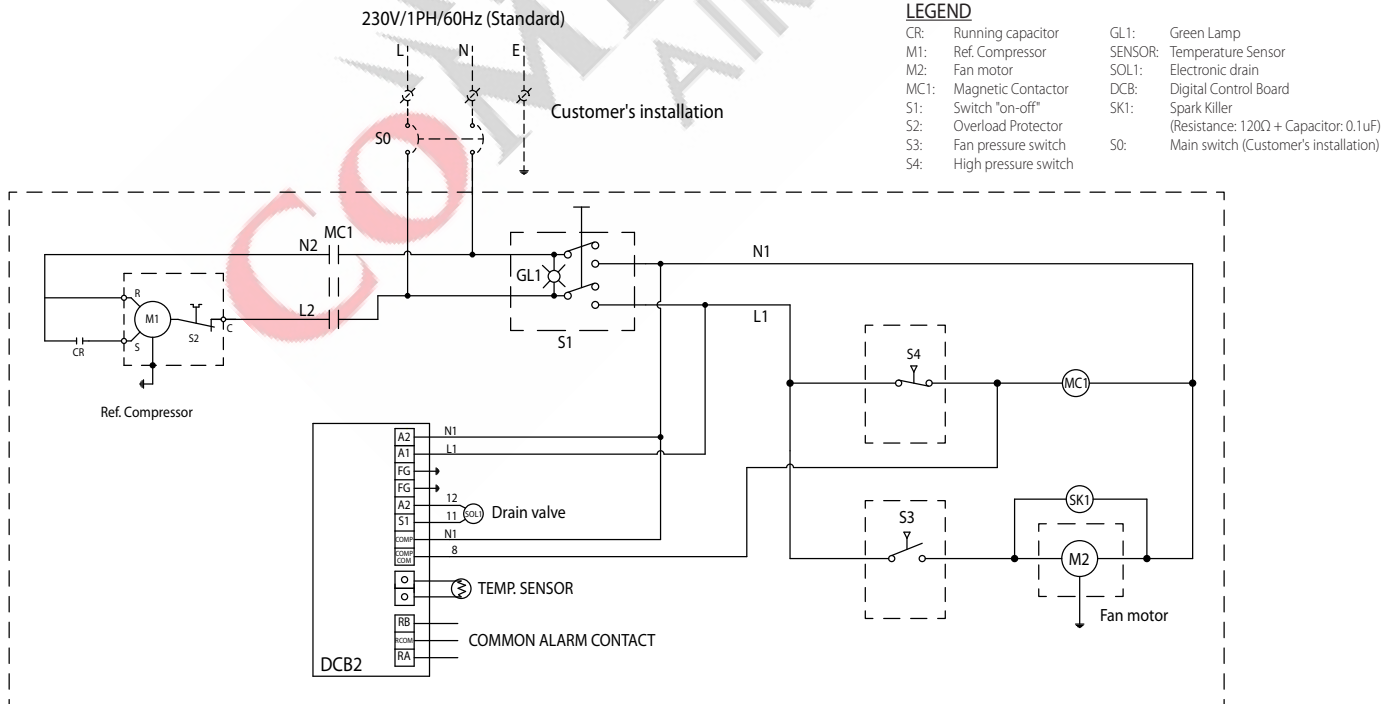 230V/1PH/60Hz (Standard)
L N E
Customer's installation
S0
LEGEND
CR: Running capacitor
M1: Ref. Compressor
M2: Fan motor
MC1: Magnetic Contactor
S1: Switch "on-off"
S2: Overload Protector
S3: Fan pressure switch
S4: High pressure switch
GL1: Green Lamp
SENSOR: Temperature Sensor
SOL1: Electronic drain
DCB: Digital Control Board
SK1: Spark Killer
(Resistance: 120Ω + Capacitor: 0.1uF)
S0: Main switch (Customer's installation)
MC1
N2
L2
GL1
S1
N1
L1
R
M1
S2
C
S
CR
Ref. Compressor
S4
MC1
S3
SK1
M2
Fan motor
A2 N1
A1 L1
FG
FG
A2 12
S1 11 SOL1 Drain valve
COMP N1
COMP COM 8
TEMP. SENSOR
RB
RCOM COMMON ALARM CONTACT
RA
DCB2